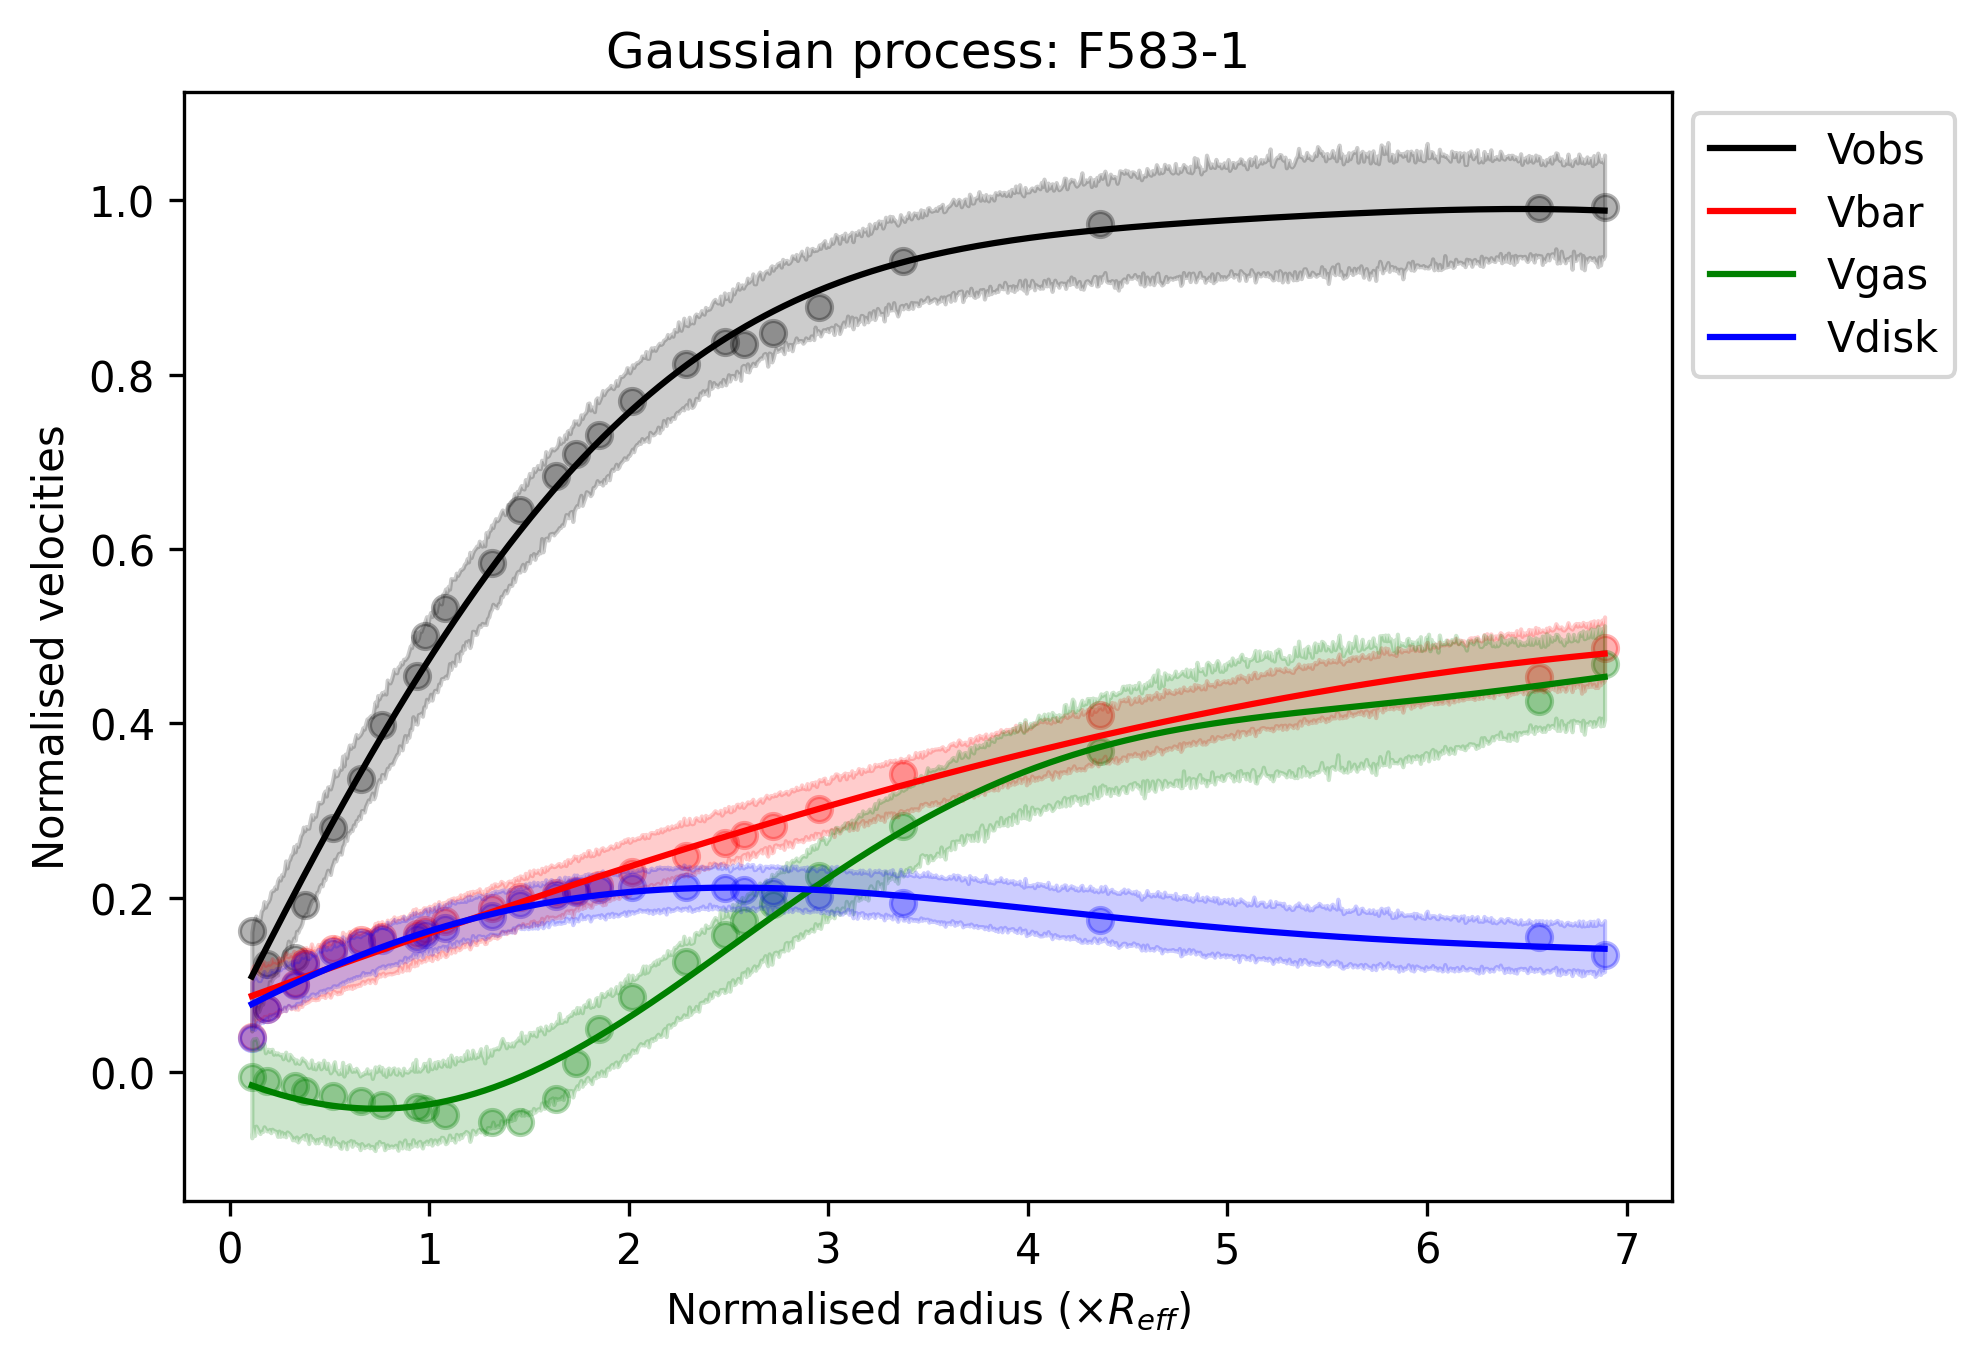 Gaussian process: F583-1
Vobs
Vbar
Vgas
Vdisk
Normalised velocities
1.0
0.8
0.6
0.4
0.2
0.0
0 1 2 3 4 5 6 7
Normalised radius (×R_eff)